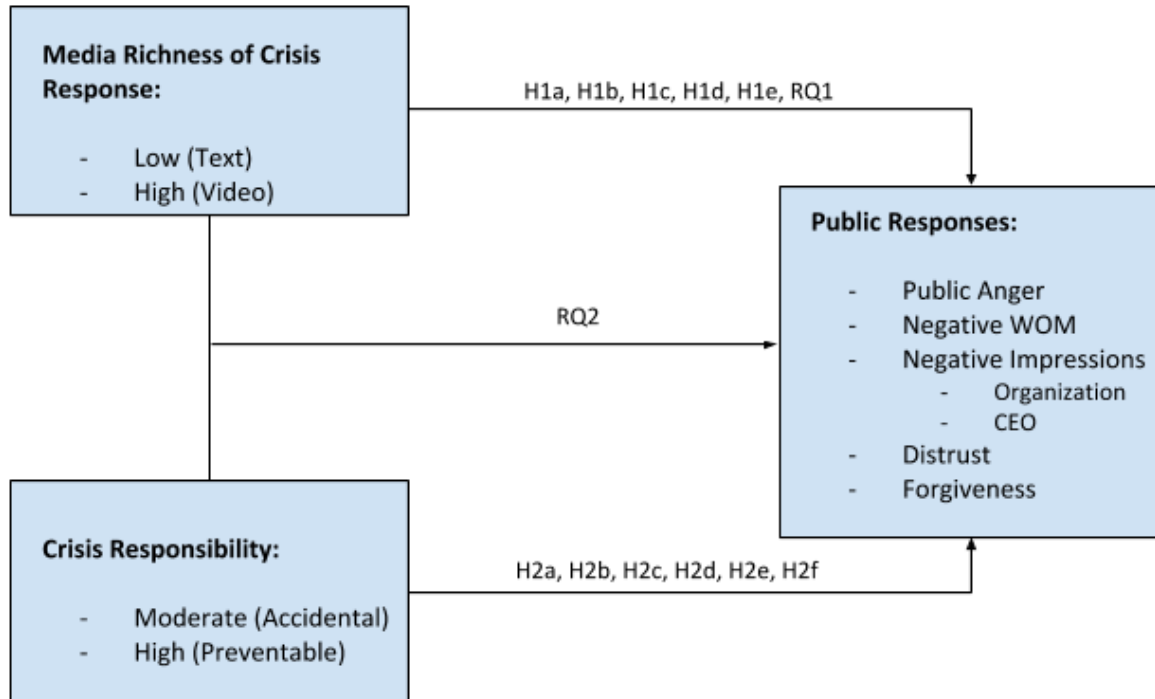 Media Richness of Crisis
Response:
- Low (Text)
- High (Video)
H1a, H1b, H1c, H1d, H1e, RQ1
Public Responses:
- Public Anger
- Negative WOM
- Negative Impressions
- Organization
- CEO
- Distrust
- Forgiveness
RQ2
Crisis Responsibility:
- Moderate (Accidental)
- High (Preventable)
H2a, H2b, H2c, H2d, H2e, H2f